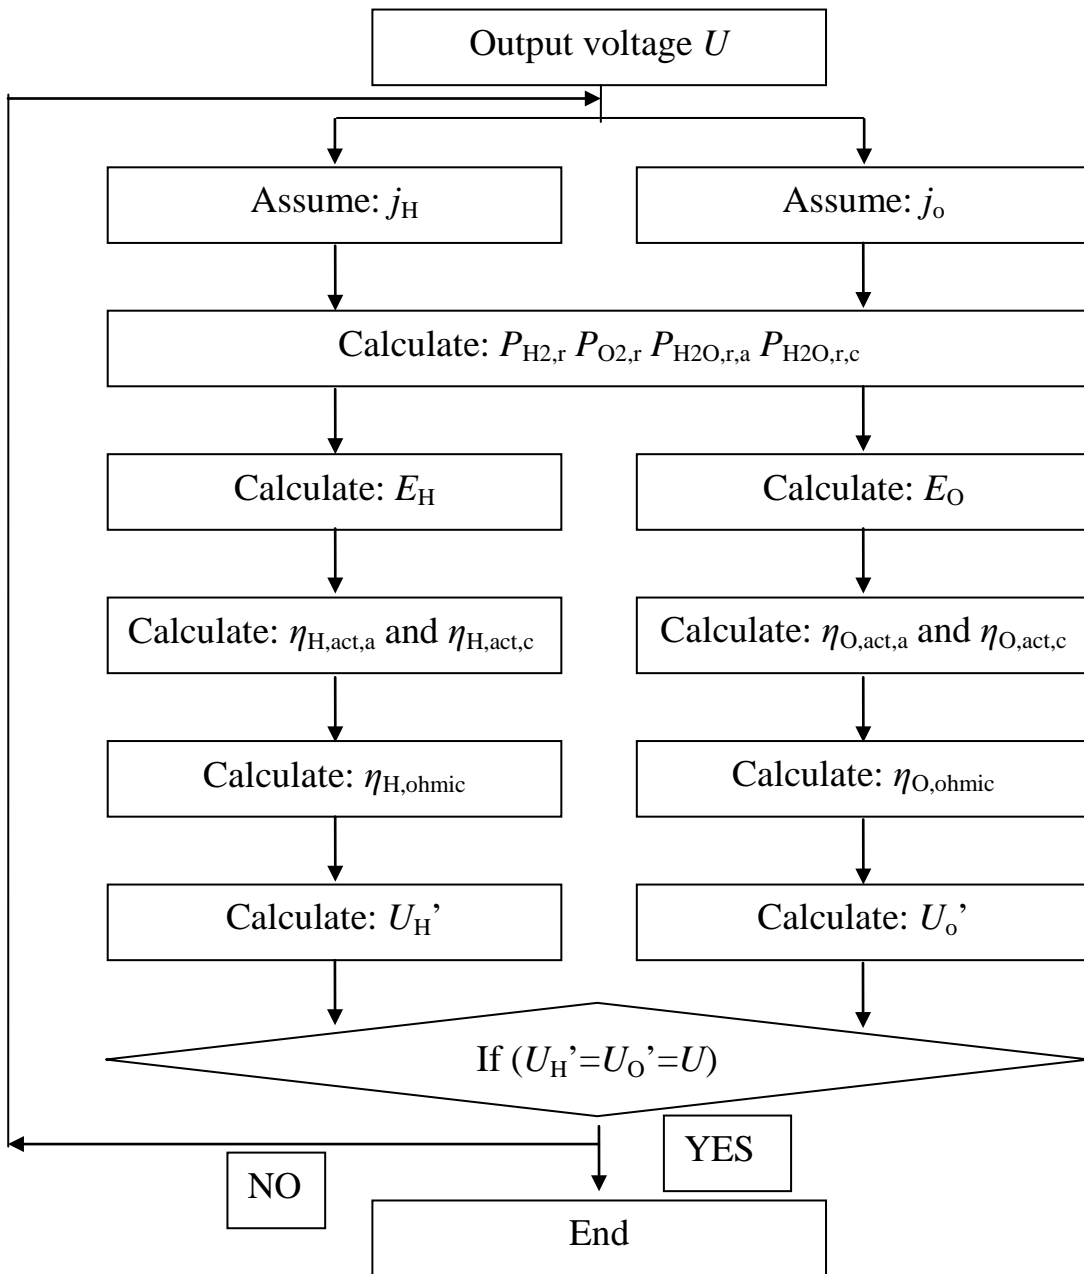 Output voltage U
Assume: jH
Assume: jo
Calculate: PH2,r PO2,r PH2O,r,a PH2O,r,c
Calculate: EH
Calculate: EO
Calculate: ηH,act,a and ηH,act,c
Calculate: ηO,act,a and ηO,act,c
Calculate: ηH,ohmic
Calculate: ηO,ohmic
Calculate: UH’
Calculate: Uo’
If (UH’=UO’=U)
YES
NO
End